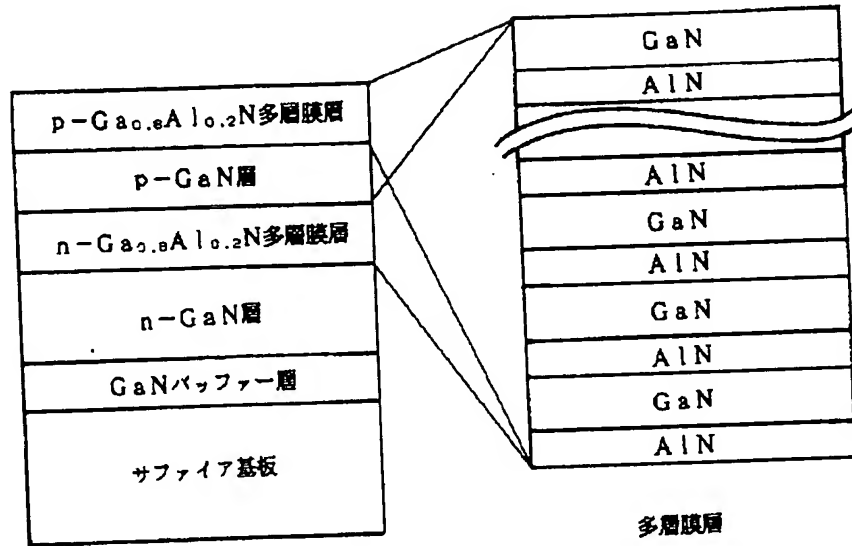 p-Ga₀.₈Al₀.₂N多層膜層
p-GaN層
n-Ga₀.₈Al₀.₂N多層膜層
n-GaN層
GaNバッファー層
サファイア基板
GaN
AlN
AlN
GaN
AlN
GaN
AlN
GaN
AlN
多層膜層